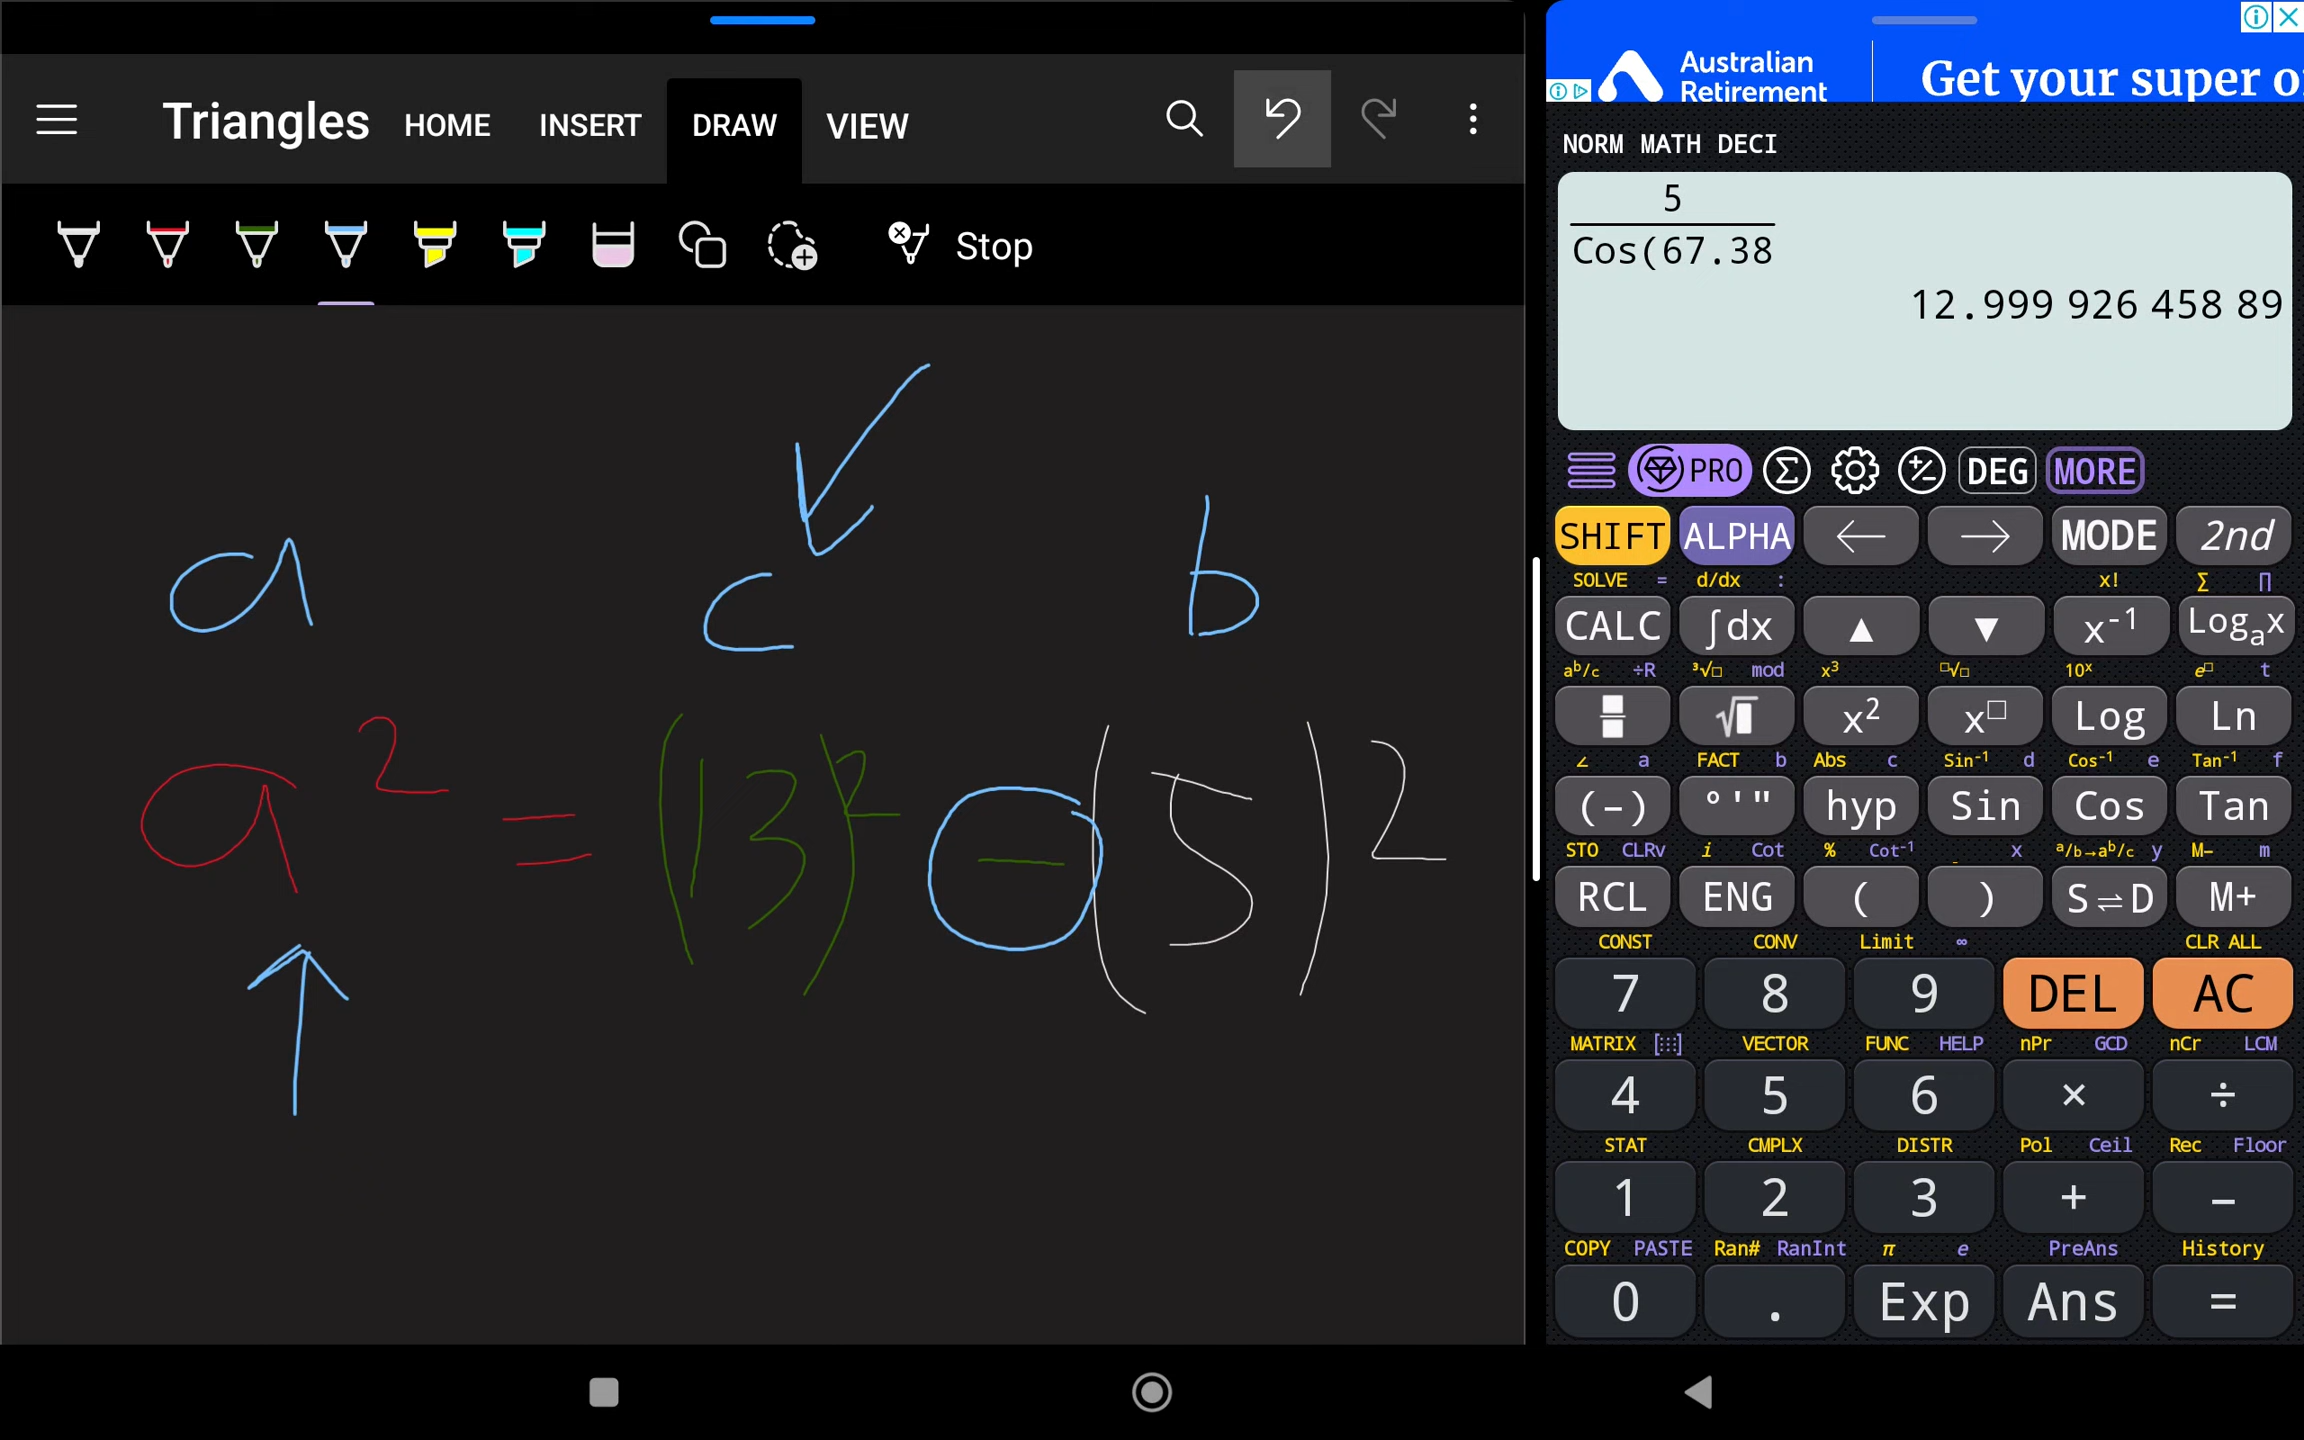 Triangles HOME INSERT DRAW VIEW
Stop
a c b
a² = (13)² - (5)²
Australian
Retirement
Get your super o
NORM MATH DECI
5
Cos(67.38
12.999 926 458 89
PRO Σ DEG MORE
SHIFT ALPHA ← → MODE 2nd
SOLVE = d/dx : x! Σ ∏
CALC ∫dx ▲ ▼ x⁻¹ Logₐx
aᵇ/c ÷R ³√□ mod x³ □√□ 10ˣ e□ t
√ x² x□ Log Ln
∠ a FACT b Abs c Sin⁻¹ d Cos⁻¹ e Tan⁻¹ f
(−) °'" hyp Sin Cos Tan
STO CLRv i Cot % Cot⁻¹ x a/b→aᵇ/c y M− m
RCL ENG ( ) S⇌D M+
CONST CONV Limit ∞ CLR ALL
7 8 9 DEL AC
MATRIX VECTOR FUNC HELP nPr GCD nCr LCM
4 5 6 × ÷
STAT CMPLX DISTR Pol Ceil Rec Floor
1 2 3 + −
COPY PASTE Ran# RanInt π e PreAns History
0 . Exp Ans =